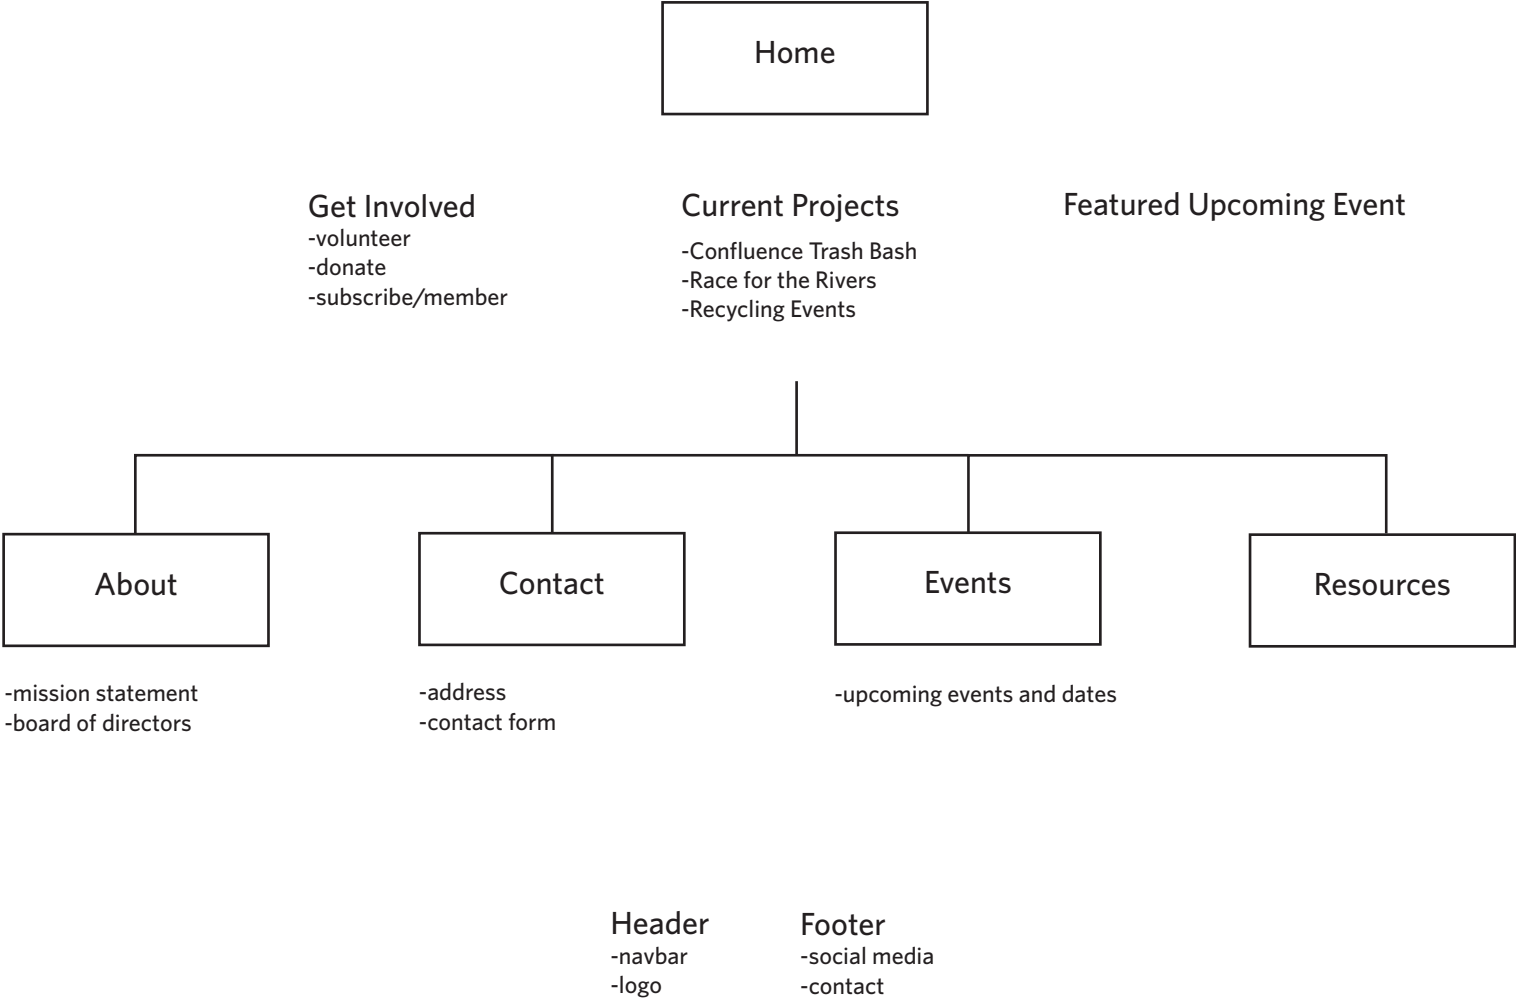 Home
Get Involved
-volunteer
-donate
-subscribe/member
Current Projects
-Confluence Trash Bash
-Race for the Rivers
-Recycling Events
Featured Upcoming Event
About
-mission statement
-board of directors
Contact
-address
-contact form
Events
-upcoming events and dates
Resources
Header
-navbar
-logo
Footer
-social media
-contact